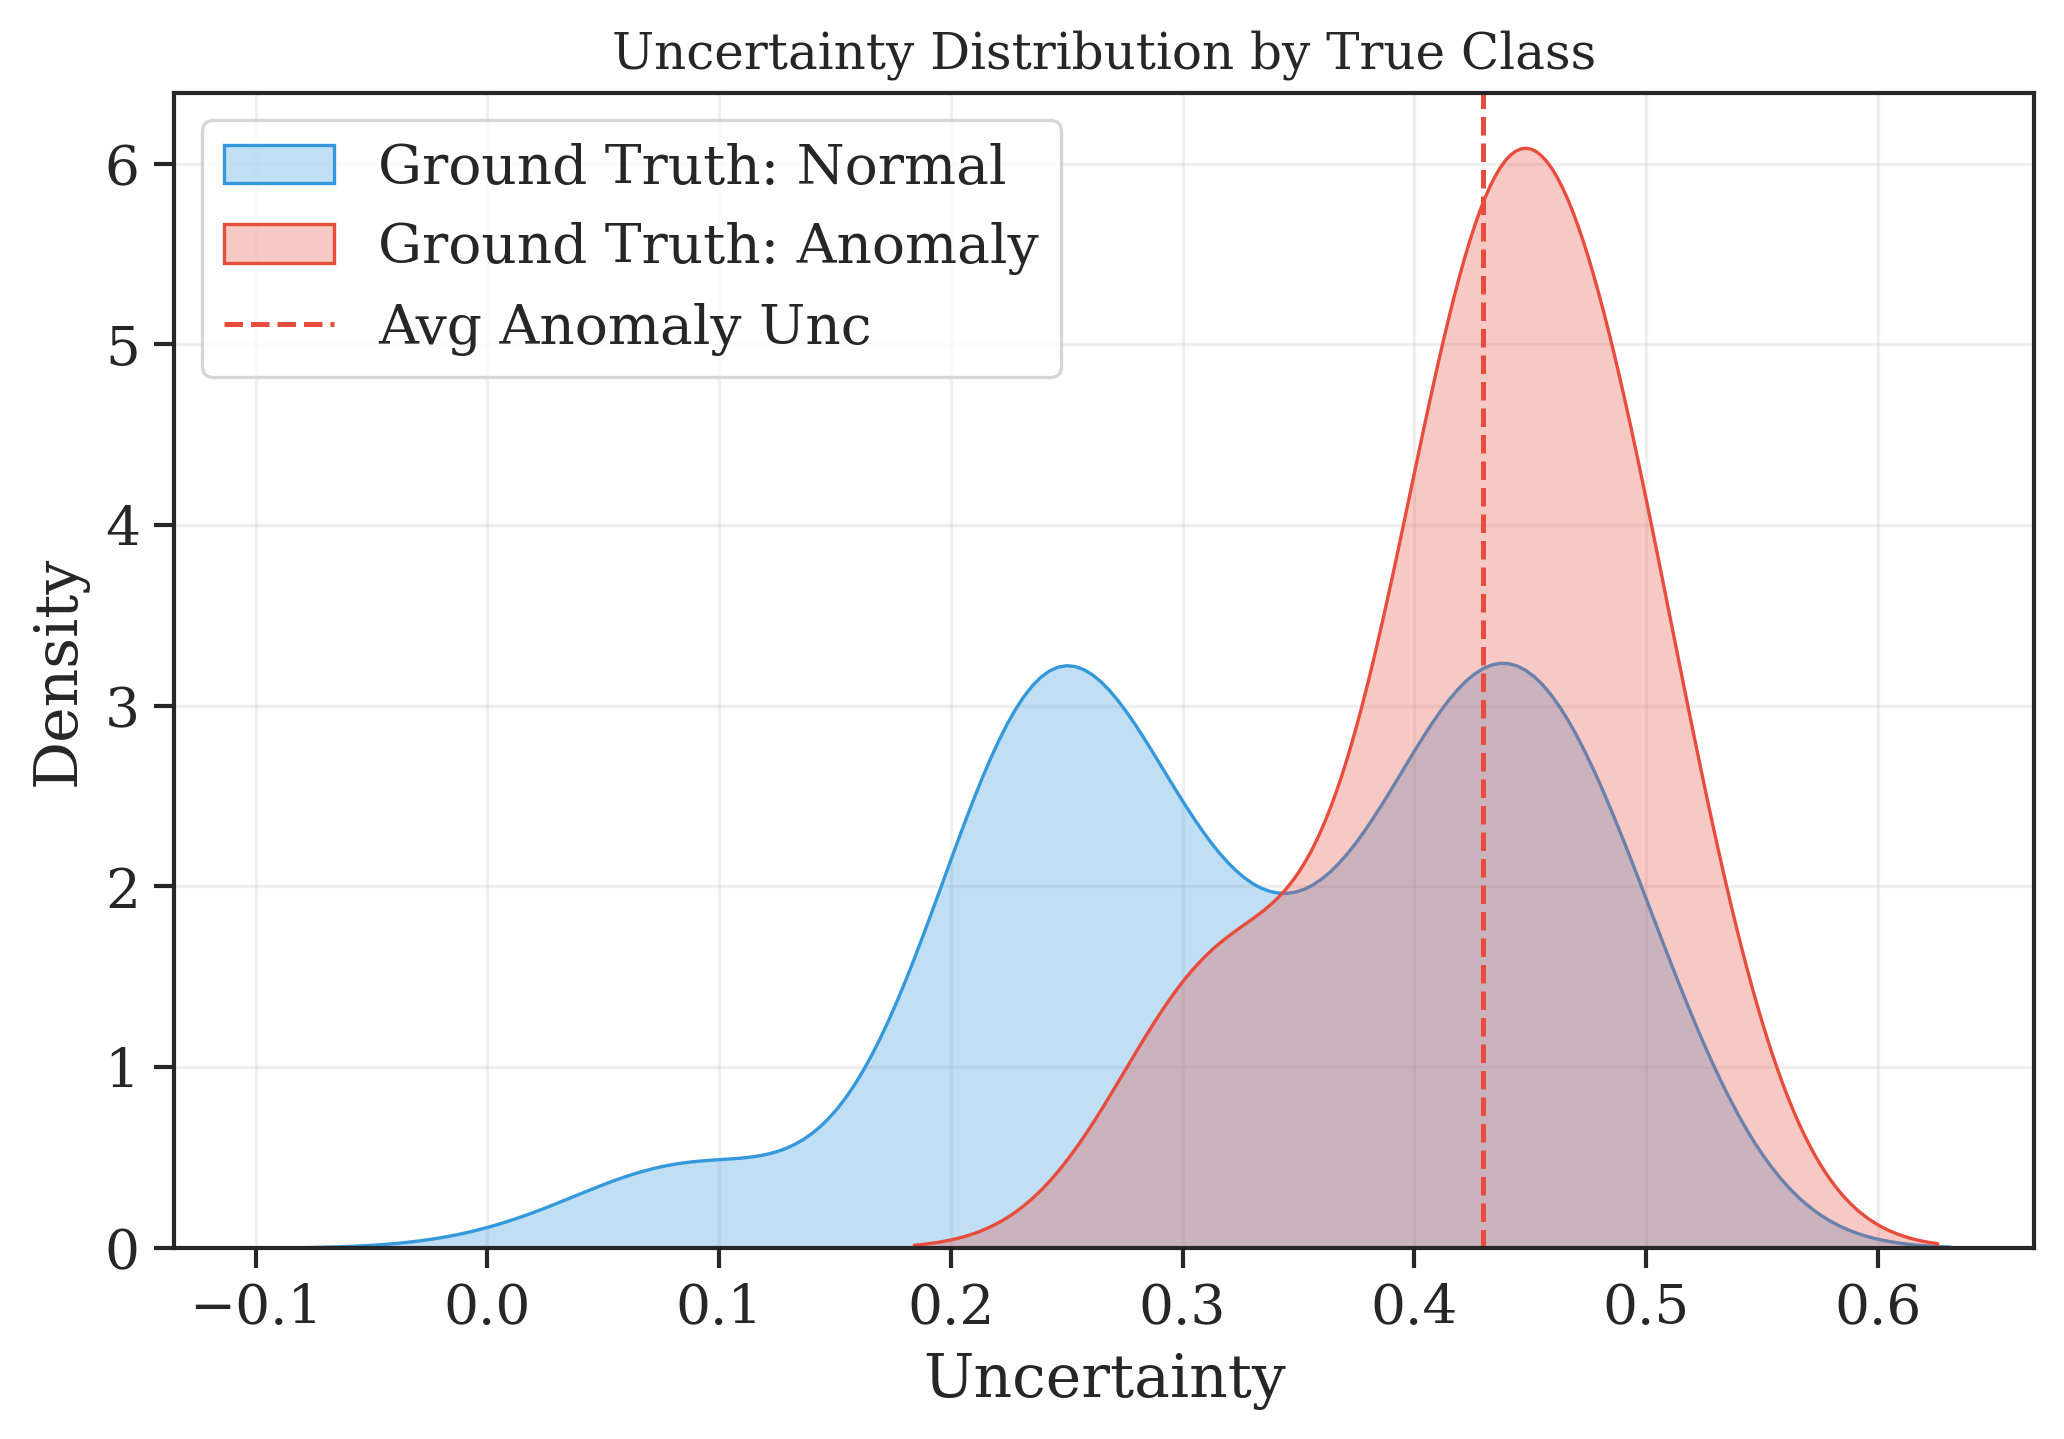 Uncertainty Distribution by True Class
Ground Truth: Normal
Ground Truth: Anomaly
Avg Anomaly Unc
6
5
4
3
2
1
0
Density
−0.1 0.0 0.1 0.2 0.3 0.4 0.5 0.6
Uncertainty